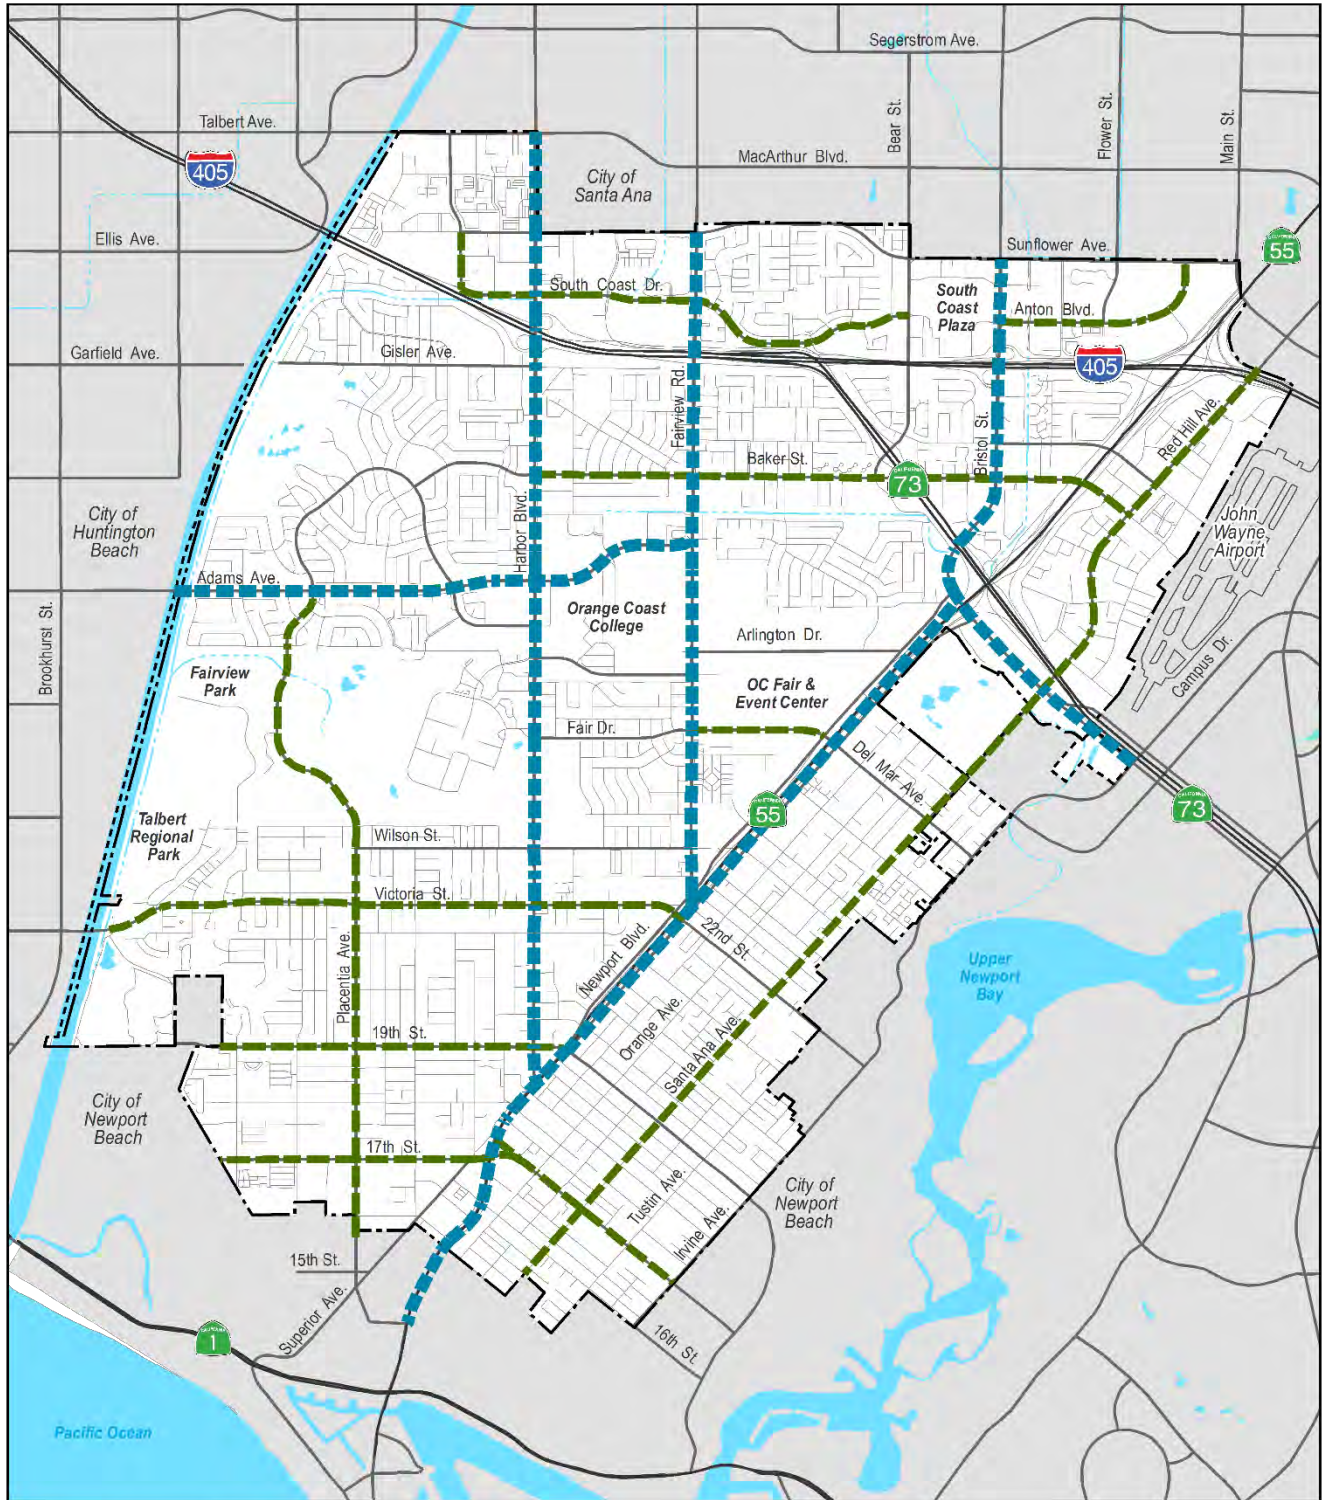 Segerstrom Ave.
Talbert Ave.
Bear St.
Flower St.
Main St.
405
MacArthur Blvd.
City of
Santa Ana
Ellis Ave.
Sunflower Ave.
55
South Coast Dr.
South
Coast
Plaza
Anton Blvd.
Garfield Ave.
Gisler Ave.
405
Fairview Rd.
Bristol St.
Red Hill Ave.
Baker St.
73
Harbor Blvd.
City of
Huntington
Beach
John
Wayne
Airport
Adams Ave.
Orange Coast
College
Arlington Dr.
Brookhurst St.
Campus Dr.
Fairview
Park
OC Fair &
Event Center
Fair Dr.
Del Mar Ave.
55
73
Talbert
Regional
Park
Wilson St.
Victoria St.
22nd St.
Newport Blvd.
Placentia Ave.
Upper
Newport
Bay
Orange Ave.
19th St.
Santa Ana Ave.
City of
Newport
Beach
17th St.
City of
Newport
Beach
Tustin Ave.
Irvine Ave.
15th St.
Superior Ave.
16th St.
1
Pacific Ocean